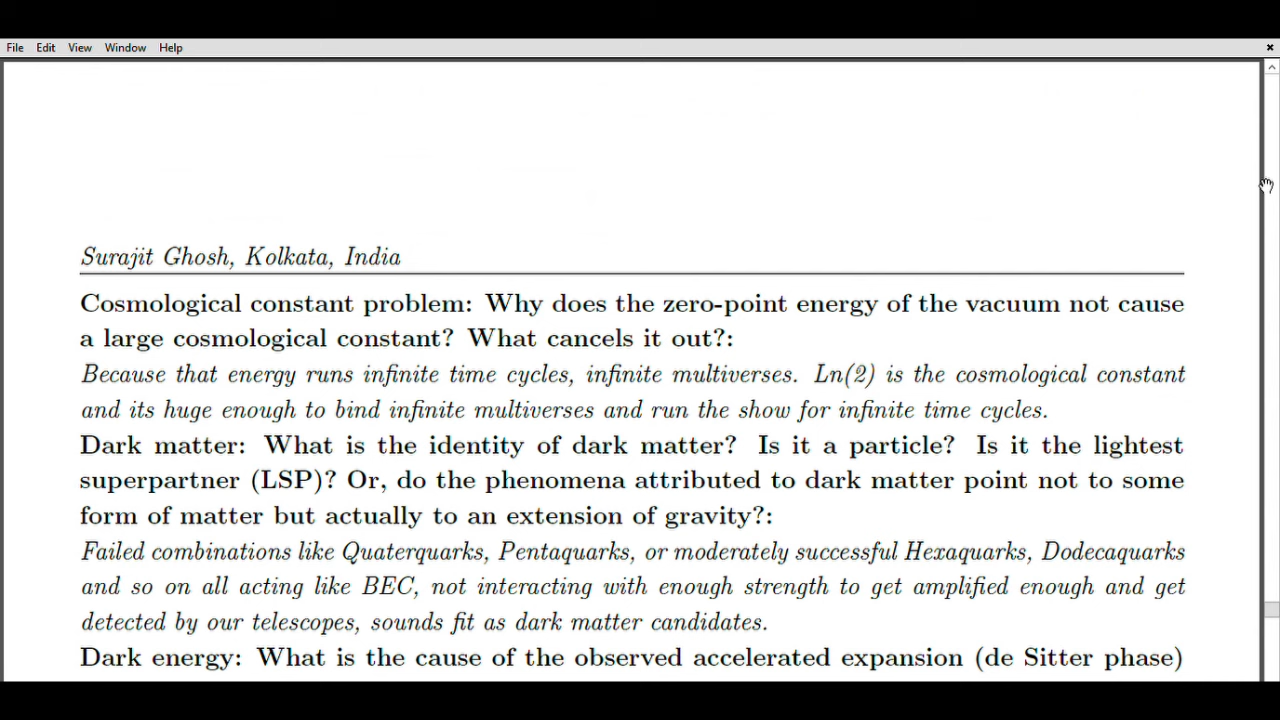 File Edit View Window Help
Surajit Ghosh, Kolkata, India
Cosmological constant problem: Why does the zero-point energy of the vacuum not cause
a large cosmological constant? What cancels it out?:
Because that energy runs infinite time cycles, infinite multiverses. Ln(2) is the cosmological constant
and its huge enough to bind infinite multiverses and run the show for infinite time cycles.
Dark matter: What is the identity of dark matter? Is it a particle? Is it the lightest
superpartner (LSP)? Or, do the phenomena attributed to dark matter point not to some
form of matter but actually to an extension of gravity?:
Failed combinations like Quaterquarks, Pentaquarks, or moderately successful Hexaquarks, Dodecaquarks
and so on all acting like BEC, not interacting with enough strength to get amplified enough and get
detected by our telescopes, sounds fit as dark matter candidates.
Dark energy: What is the cause of the observed accelerated expansion (de Sitter phase)